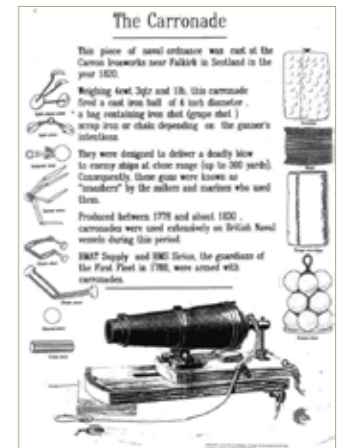 The Carronade
This piece of naval ordnance was cast at the
Carron Ironworks near Falkirk in Scotland in the
year 1820.
Weighing 4cwt 3qtr and 1lb, this carronade
fired a cast iron ball of 4 inch diameter,
a bag containing iron shot (grape shot)
scrap iron or chain depending on the gunner's
intentions.
They were designed to deliver a deadly blow
to enemy ships at close range (up to 300 yards).
Consequently, these guns were known as
"smashers" by the sailors and marines who used
them.
Produced between 1778 and about 1830,
carronades were used extensively on British Naval
vessels during this period.
HMAT Supply and HMS Sirius, the guardians of
the First Fleet in 1788, were armed with
carronades.